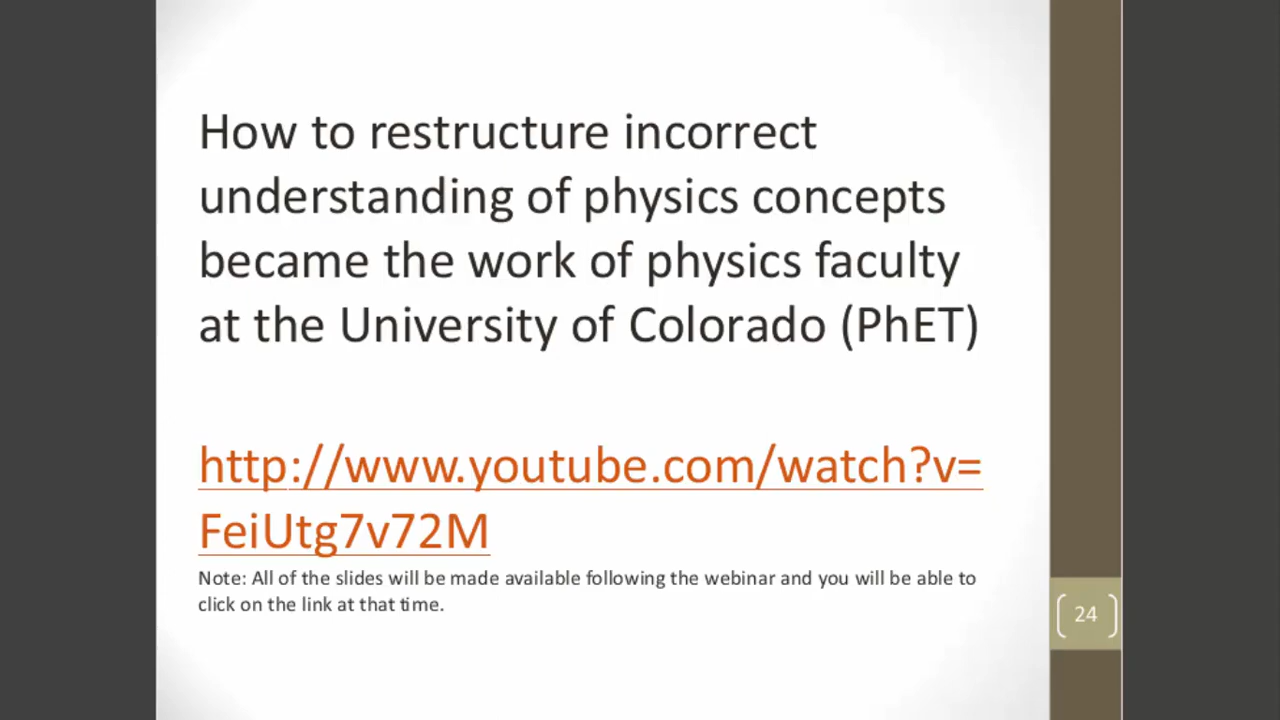 How to restructure incorrect
understanding of physics concepts
became the work of physics faculty
at the University of Colorado (PhET)
http://www.youtube.com/watch?v=
FeiUtg7v72M
Note: All of the slides will be made available following the webinar and you will be able to
click on the link at that time.
24